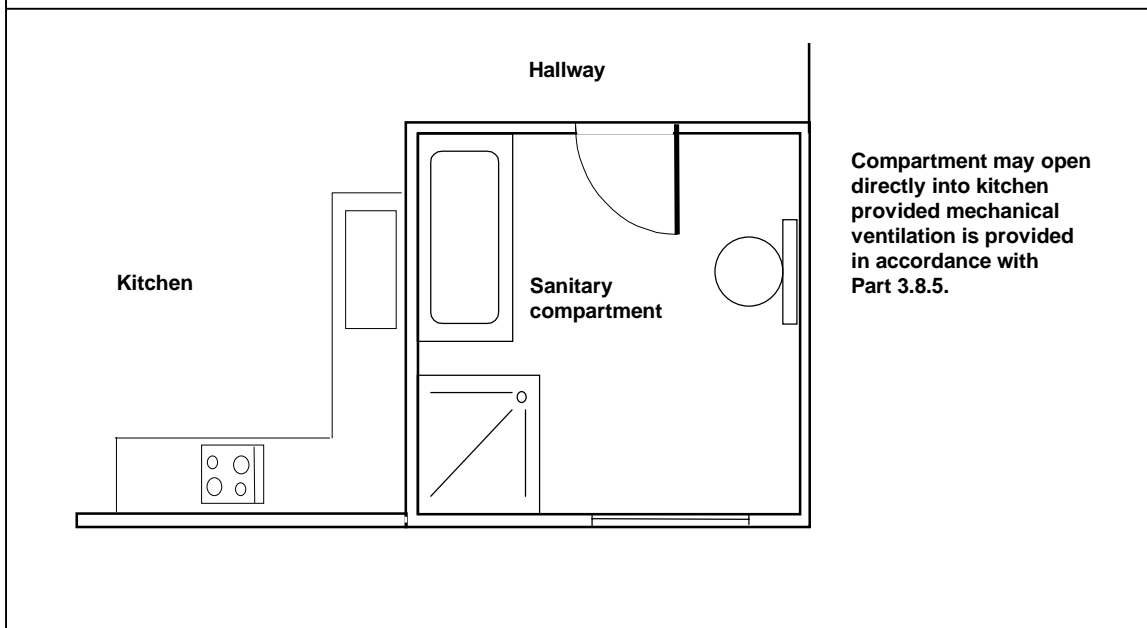 Hallway
Compartment may open
directly into kitchen
provided mechanical
ventilation is provided
in accordance with
Part 3.8.5.
Kitchen
Sanitary
compartment